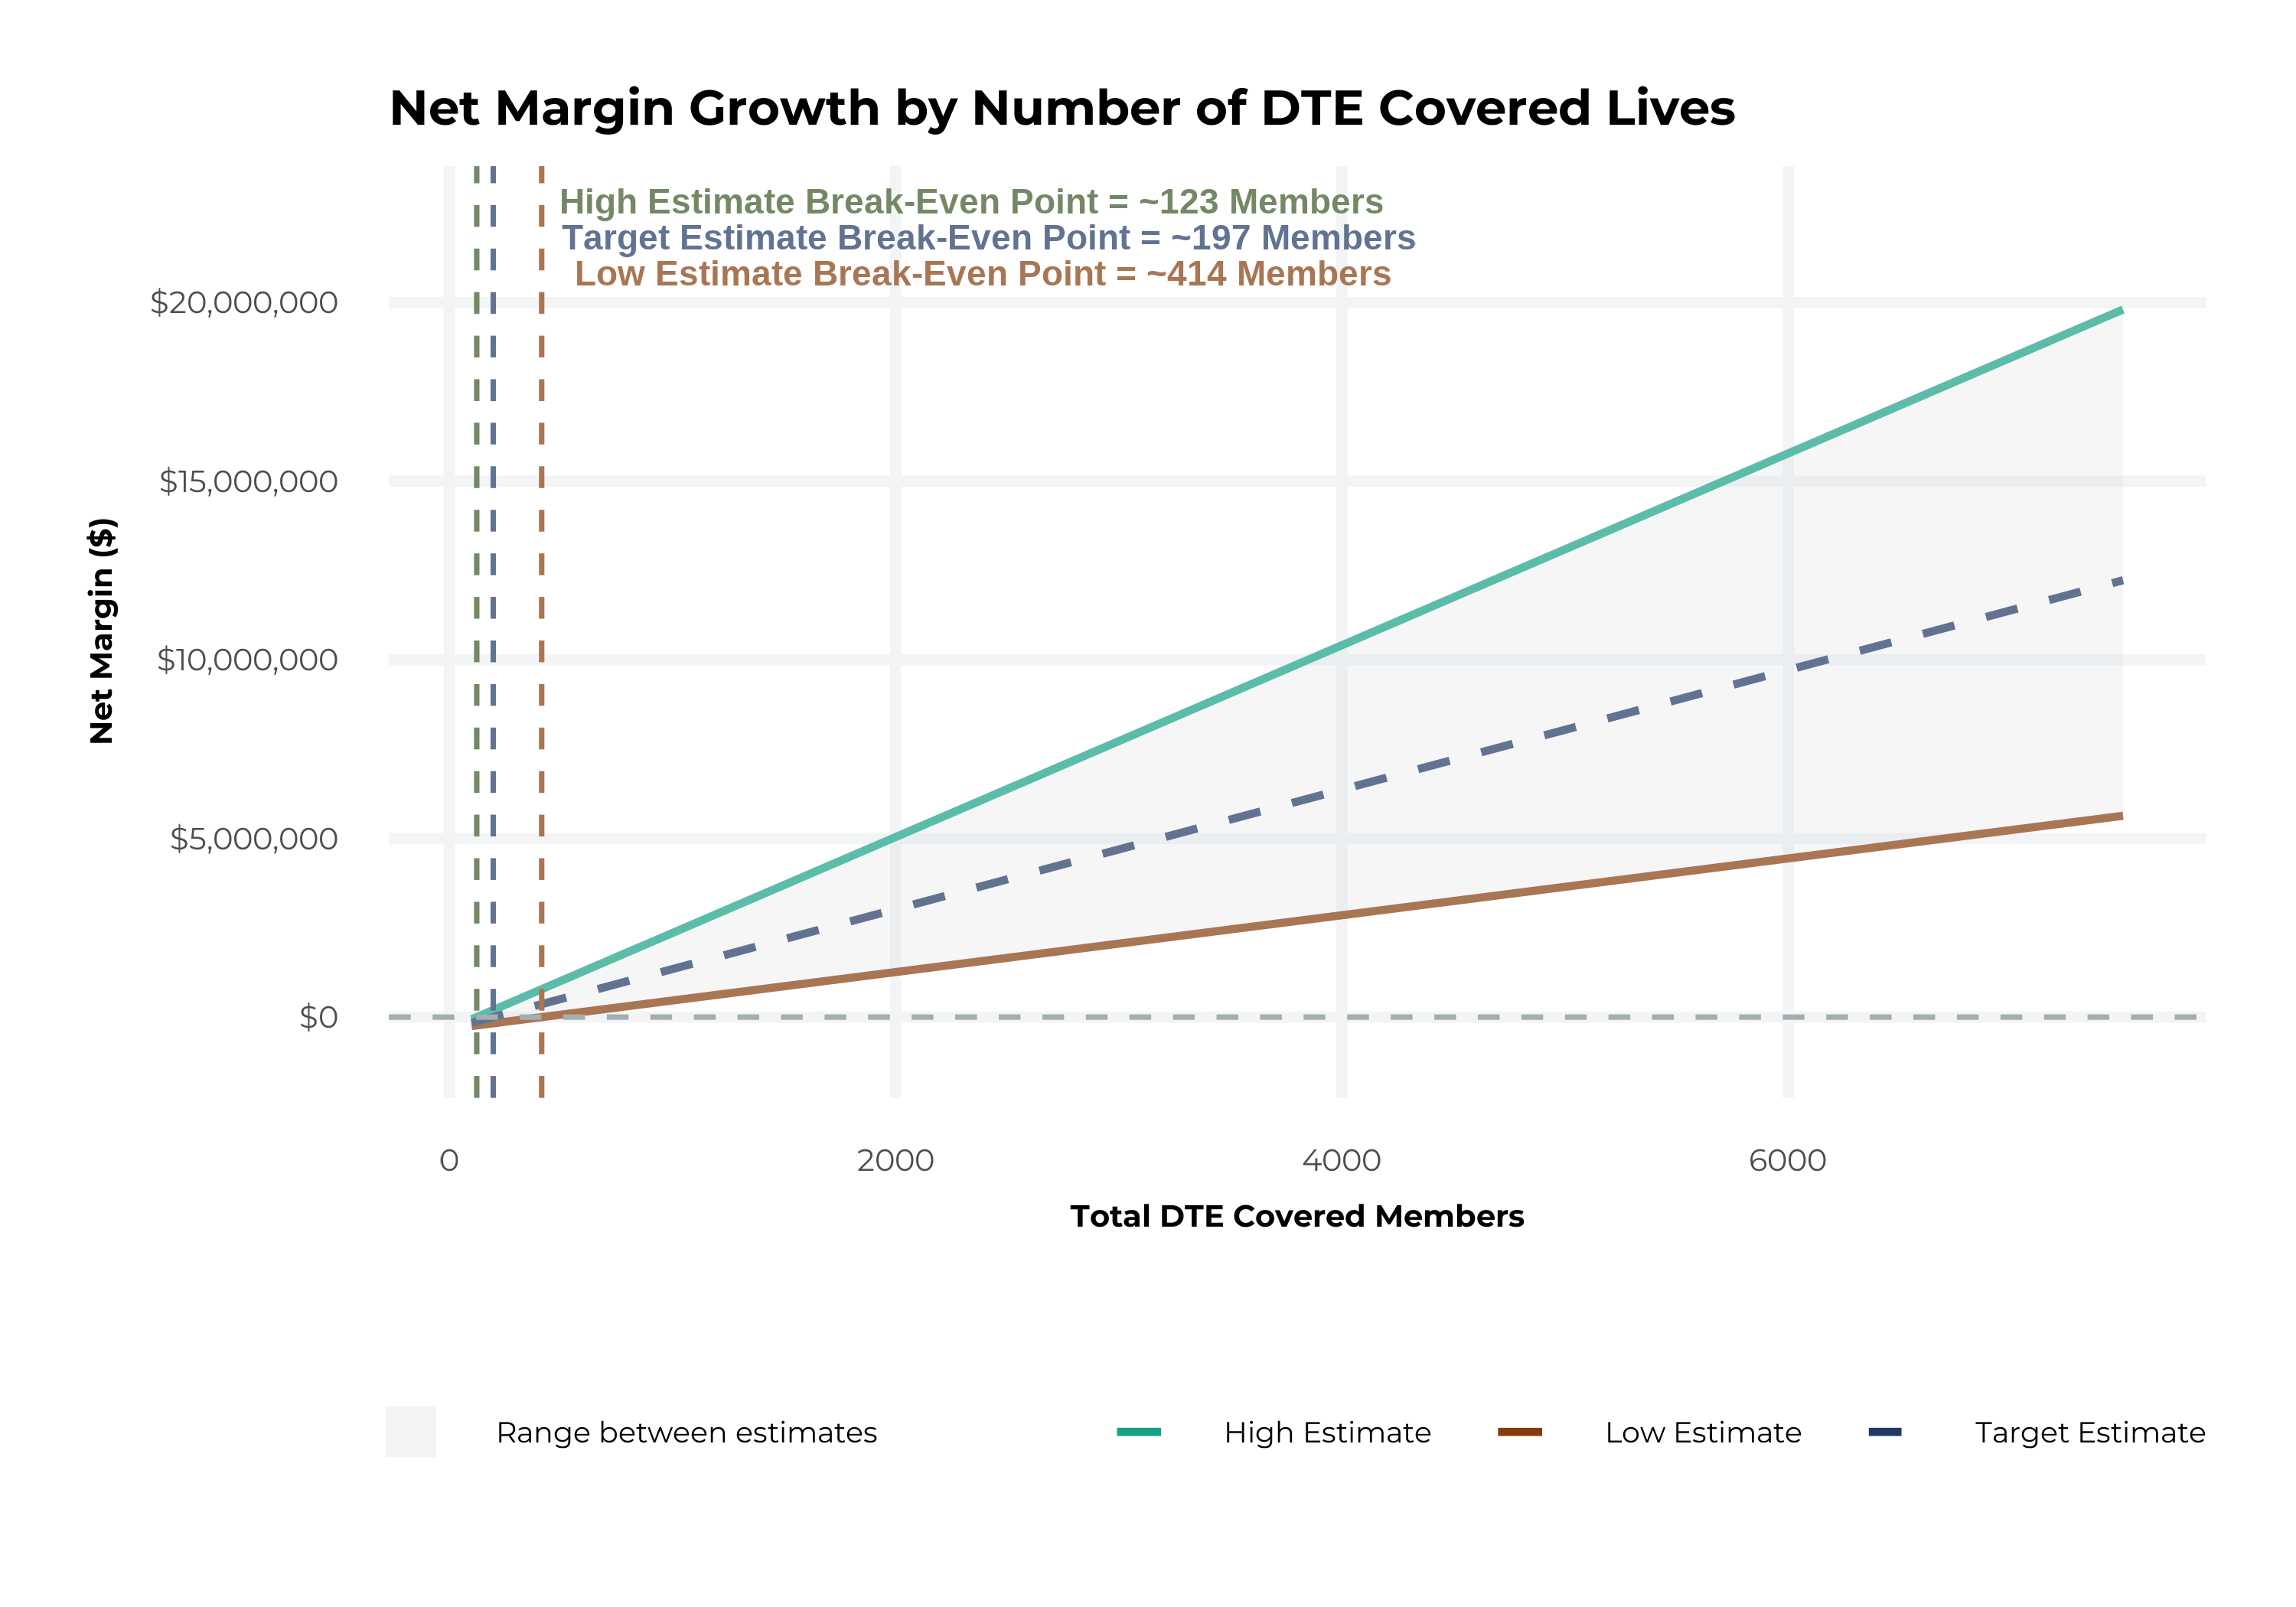 Net Margin Growth by Number of DTE Covered Lives
High Estimate Break-Even Point = ~123 Members
Target Estimate Break-Even Point = ~197 Members
Low Estimate Break-Even Point = ~414 Members
$20,000,000
$15,000,000
$10,000,000
$5,000,000
$0
Net Margin ($)
0 2000 4000 6000
Total DTE Covered Members
Range between estimates High Estimate Low Estimate Target Estimate